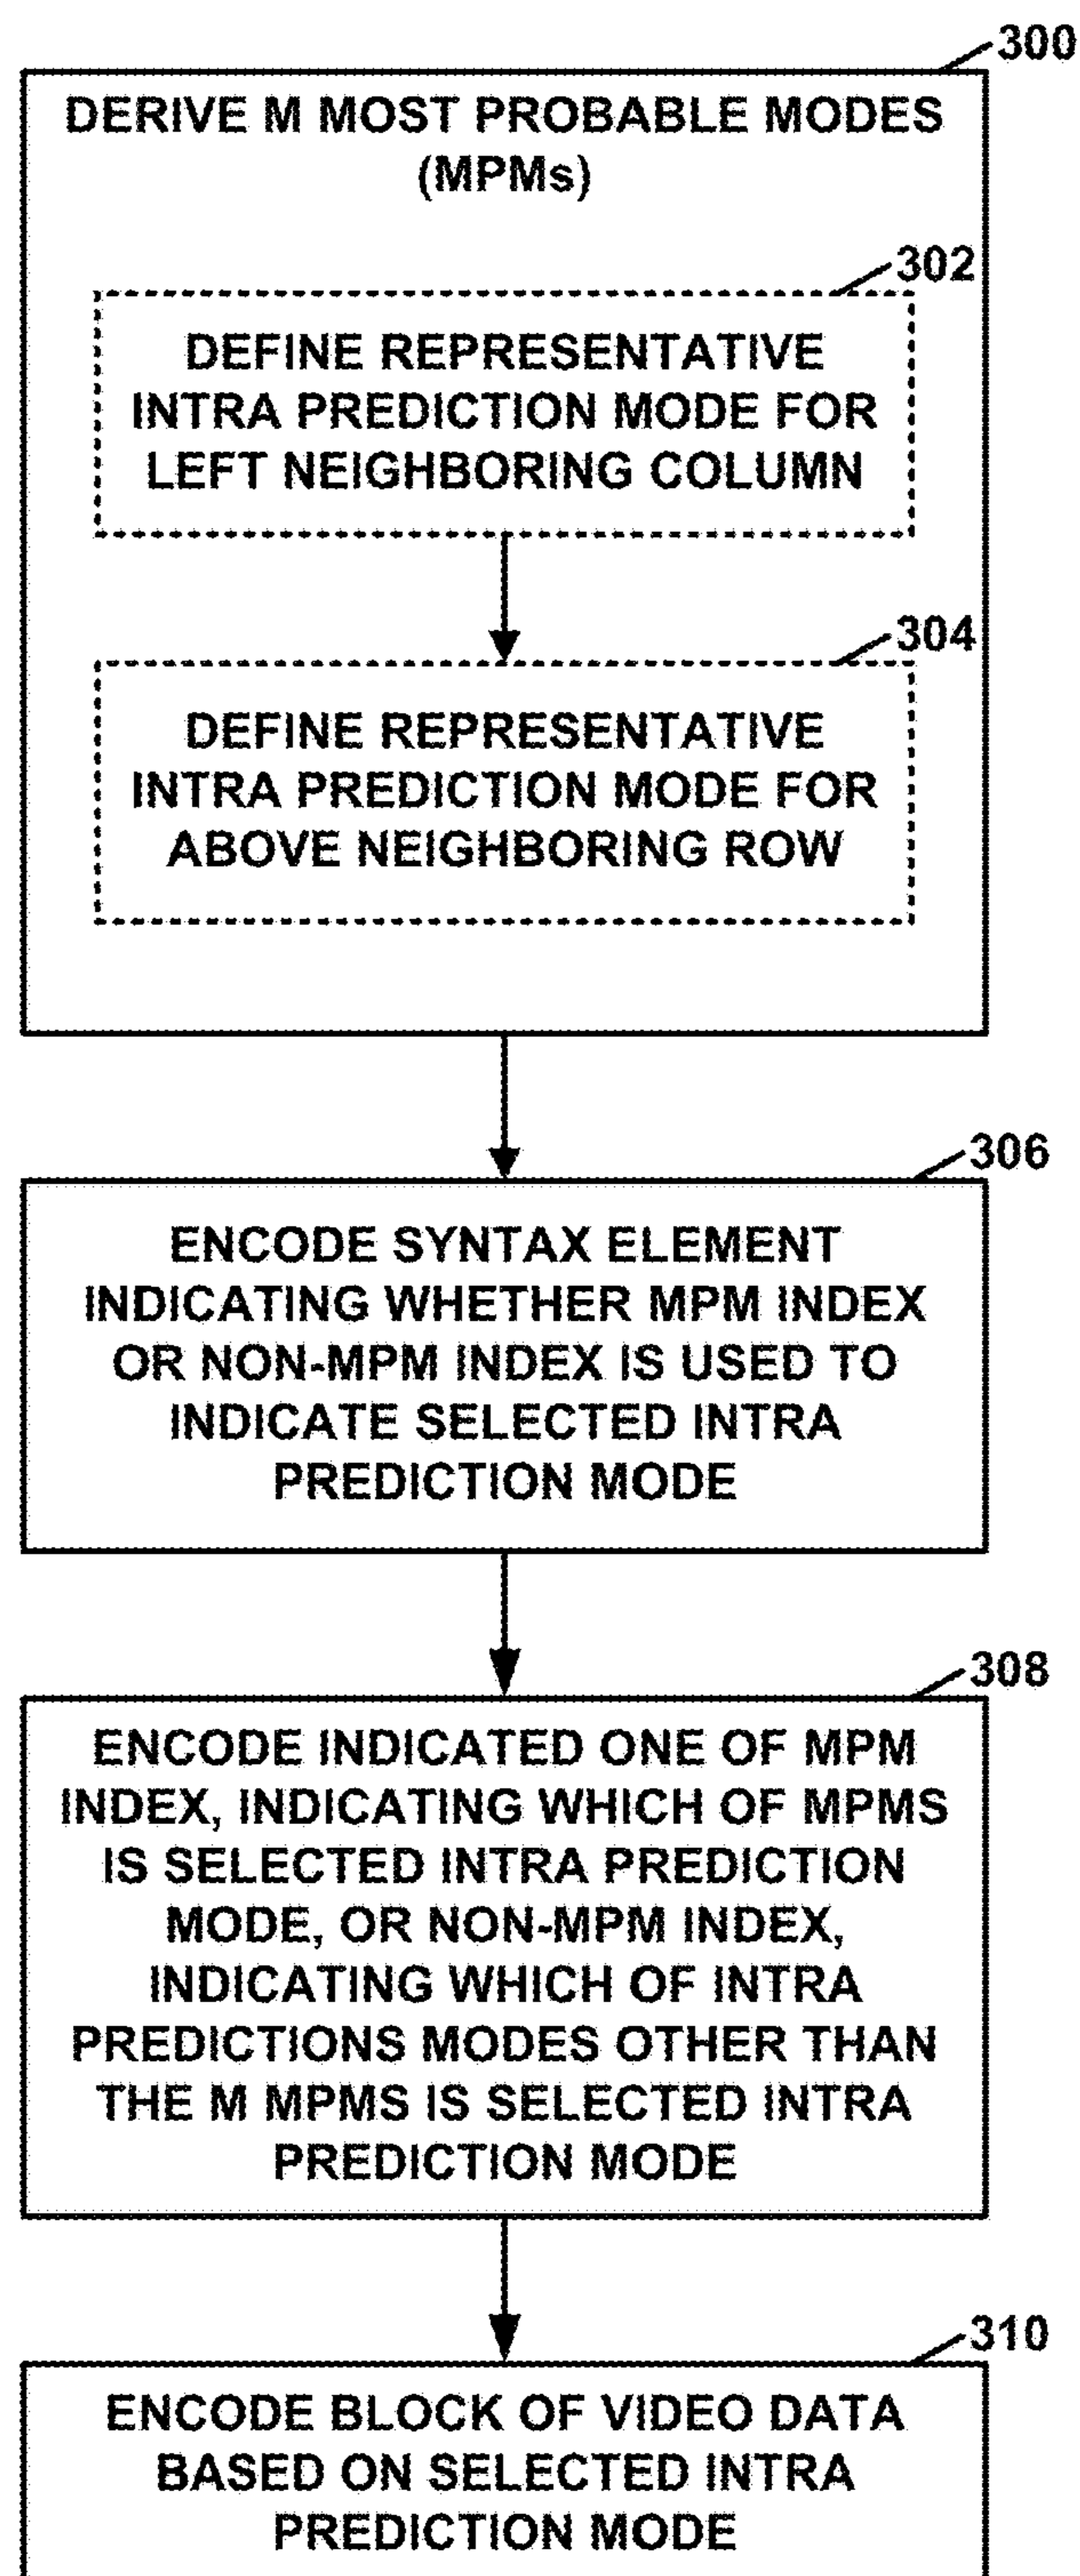 300
DERIVE M MOST PROBABLE MODES
(MPMs)
302
DEFINE REPRESENTATIVE
INTRA PREDICTION MODE FOR
LEFT NEIGHBORING COLUMN
304
DEFINE REPRESENTATIVE
INTRA PREDICTION MODE FOR
ABOVE NEIGHBORING ROW
306
ENCODE SYNTAX ELEMENT
INDICATING WHETHER MPM INDEX
OR NON-MPM INDEX IS USED TO
INDICATE SELECTED INTRA
PREDICTION MODE
308
ENCODE INDICATED ONE OF MPM
INDEX, INDICATING WHICH OF MPMS
IS SELECTED INTRA PREDICTION
MODE, OR NON-MPM INDEX,
INDICATING WHICH OF INTRA
PREDICTIONS MODES OTHER THAN
THE M MPMS IS SELECTED INTRA
PREDICTION MODE
310
ENCODE BLOCK OF VIDEO DATA
BASED ON SELECTED INTRA
PREDICTION MODE